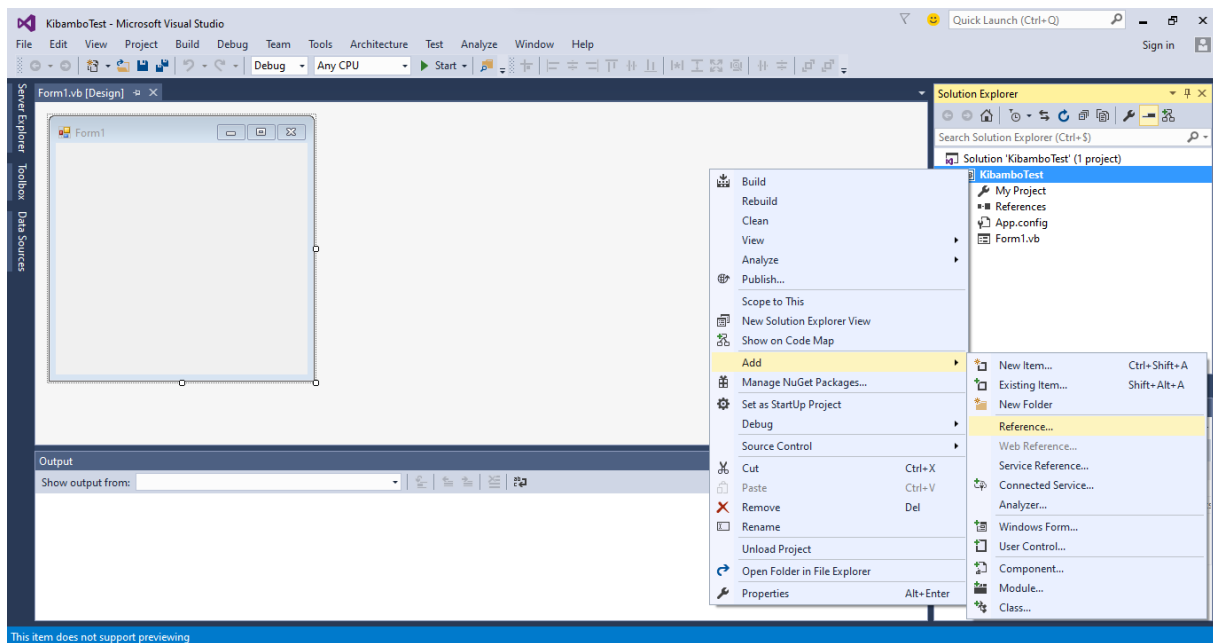 KibamboTest - Microsoft Visual Studio
Quick Launch (Ctrl+Q)
File Edit View Project Build Debug Team Tools Architecture Test Analyze Window Help
Sign in
Debug Any CPU Start
Server Explorer
Toolbox
Data Sources
Form1.vb [Design]
Form1
Solution Explorer
Search Solution Explorer (Ctrl+$)
Solution 'KibamboTest' (1 project)
KibamboTest
My Project
References
App.config
Form1.vb
Build
Rebuild
Clean
View
Analyze
Publish...
Scope to This
New Solution Explorer View
Show on Code Map
Add
Manage NuGet Packages...
Set as StartUp Project
Debug
Source Control
Cut Ctrl+X
Paste Ctrl+V
Remove Del
Rename
Unload Project
Open Folder in File Explorer
Properties Alt+Enter
New Item... Ctrl+Shift+A
Existing Item... Shift+Alt+A
New Folder
Reference...
Web Reference...
Service Reference...
Connected Service...
Analyzer...
Windows Form...
User Control...
Component...
Module...
Class...
Output
Show output from:
This item does not support previewing